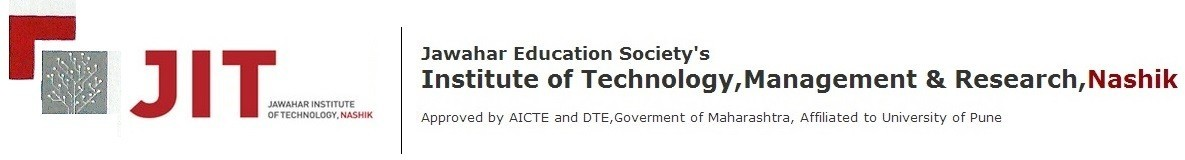 JIT
JAWAHAR INSTITUTE
OF TECHNOLOGY, NASHIK
Jawahar Education Society's
Institute of Technology,Management & Research,Nashik
Approved by AICTE and DTE,Goverment of Maharashtra, Affiliated to University of Pune